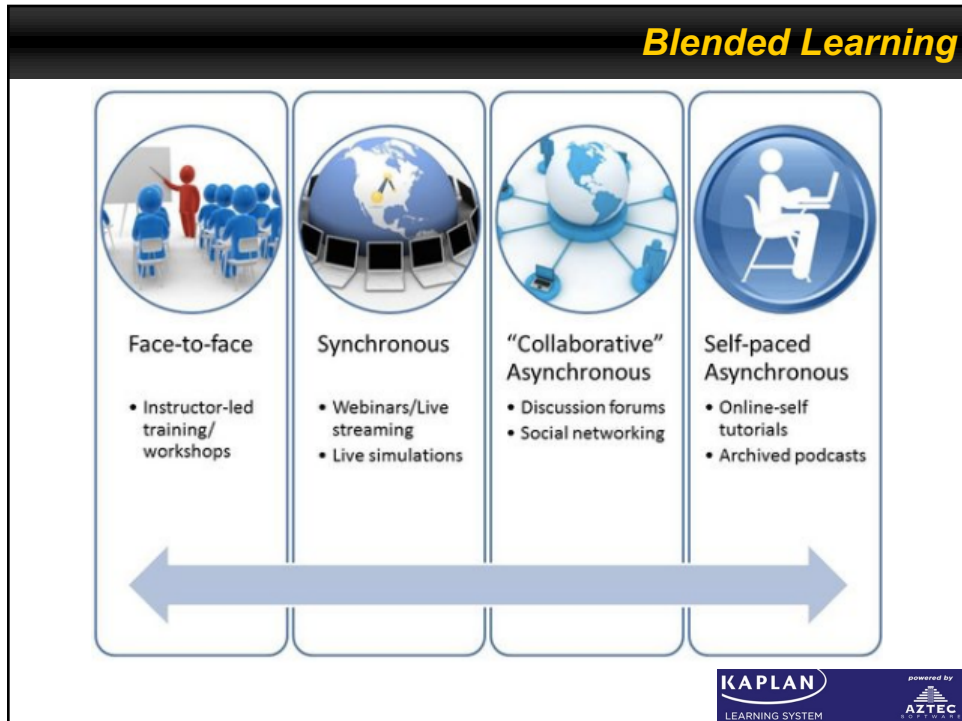 Blended Learning
Face-to-face
• Instructor-led
training/
workshops
Synchronous
• Webinars/Live
streaming
• Live simulations
“Collaborative”
Asynchronous
• Discussion forums
• Social networking
Self-paced
Asynchronous
• Online-self
tutorials
• Archived podcasts
KAPLAN
LEARNING SYSTEM
powered by
AZTEC
SOFTWARE